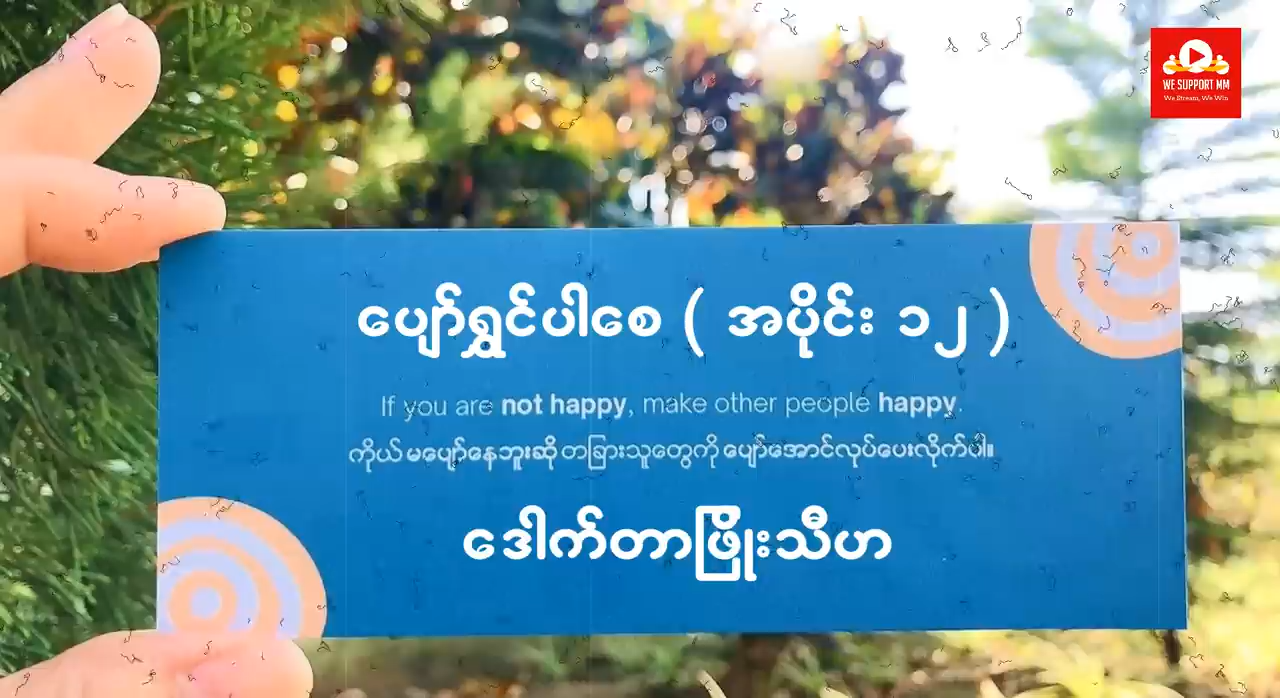 WE SUPPORT MM
We Stream, We Win
ပျော်ရွှင်ပါစေ ( အပိုင်း ၁၂ )
If you are not happy, make other people happy.
ကိုယ် မပျော်နေဘူးဆို တခြားသူတွေကို ပျော်အောင်လုပ်ပေးလိုက်ပါ။
ဒေါက်တာဖြိုးသီဟ